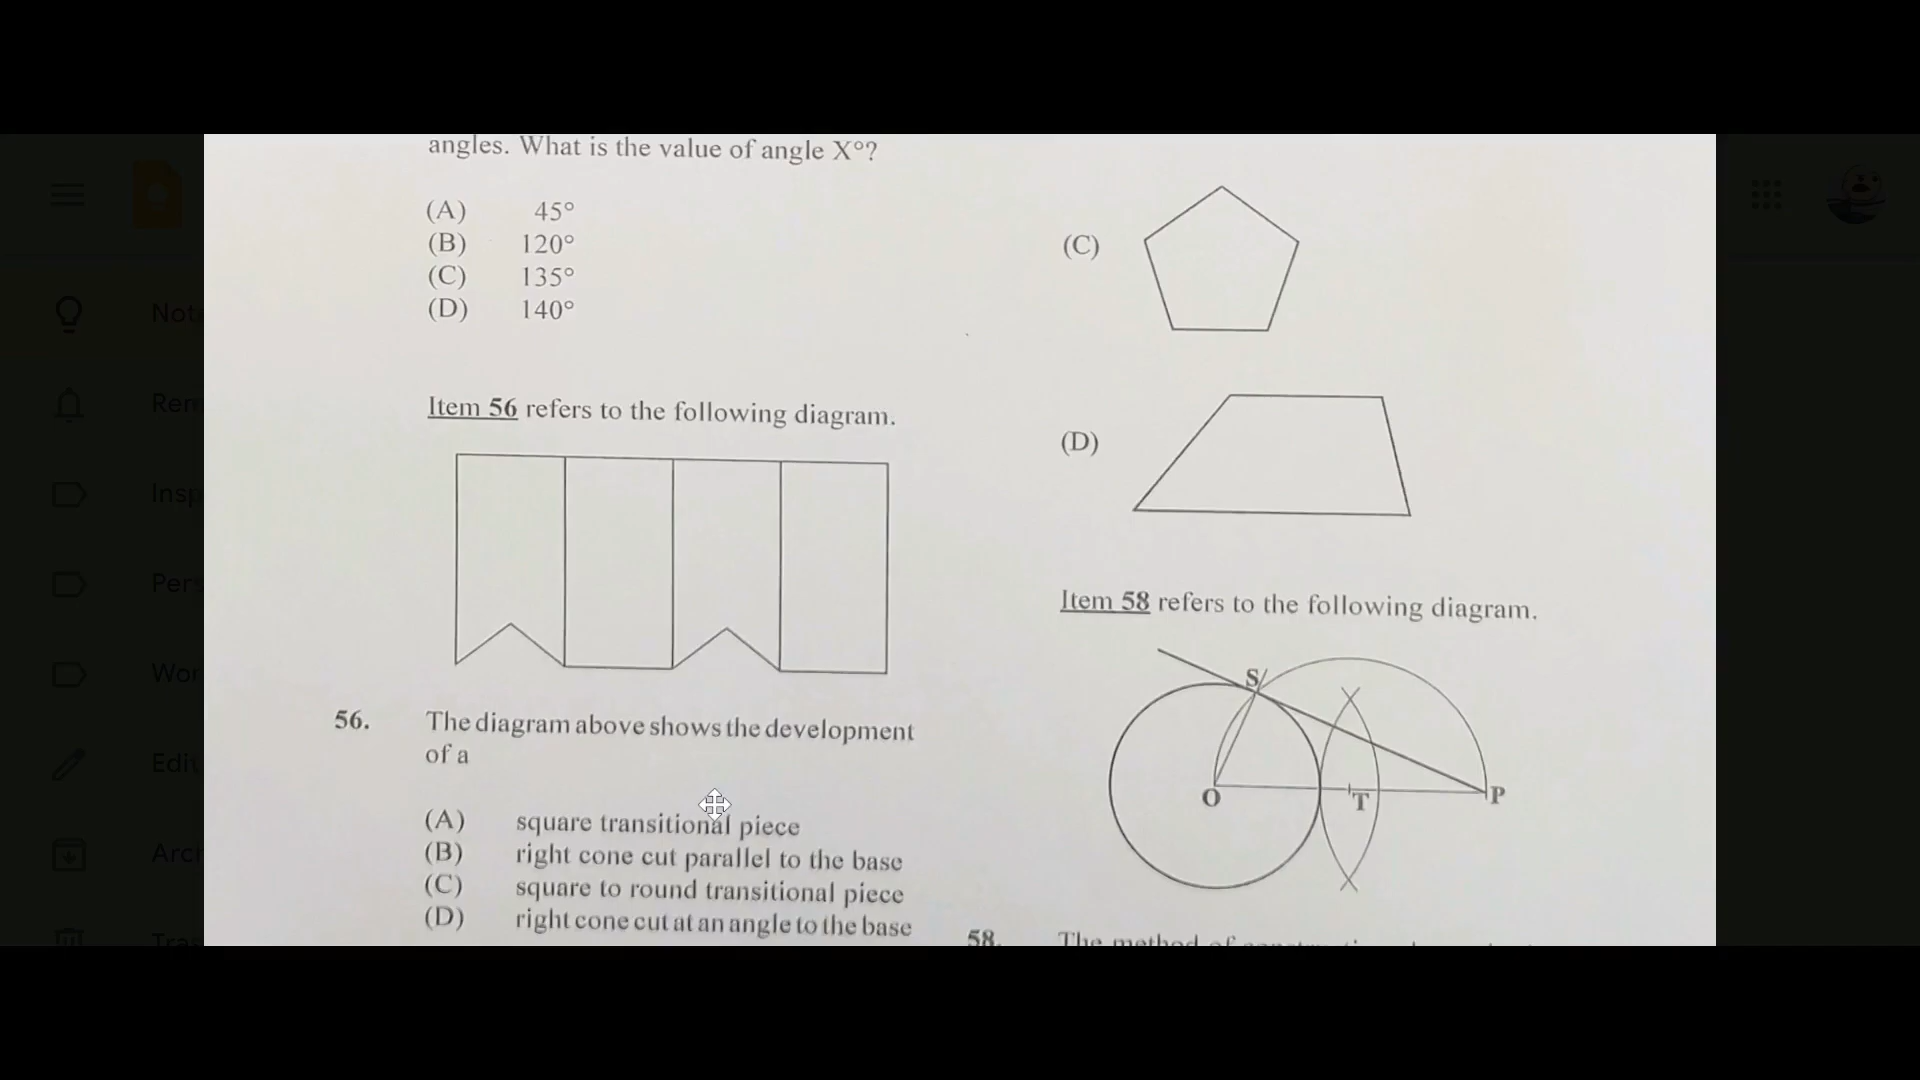 angles. What is the value of angle X°?
(A) 45°
(B) 120°
(C) 135°
(D) 140°
Item 56 refers to the following diagram.
56. The diagram above shows the development
of a
(A) square transitional piece
(B) right cone cut parallel to the base
(C) square to round transitional piece
(D) right cone cut at an angle to the base
(C)
(D)
Item 58 refers to the following diagram.
S
O
T
P
58. The method of